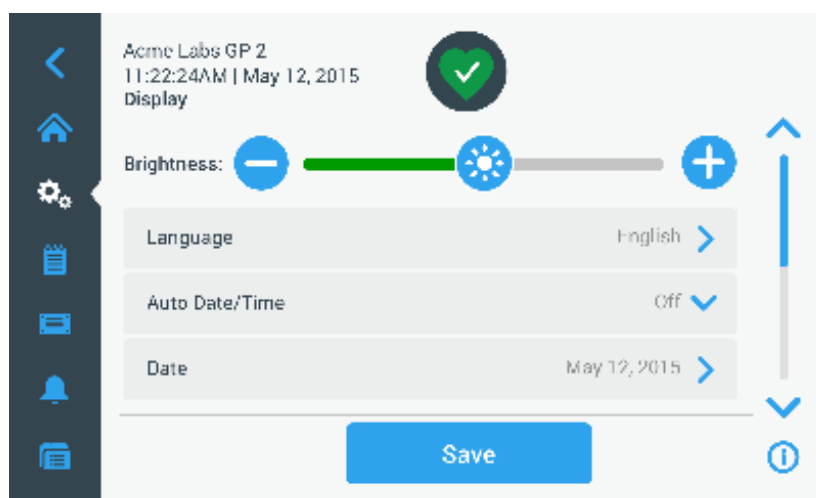 Acme Labs GP 2
11:22:24AM | May 12, 2015
Display
Brightness:
Language English
Auto Date/Time Off
Date May 12, 2015
Save